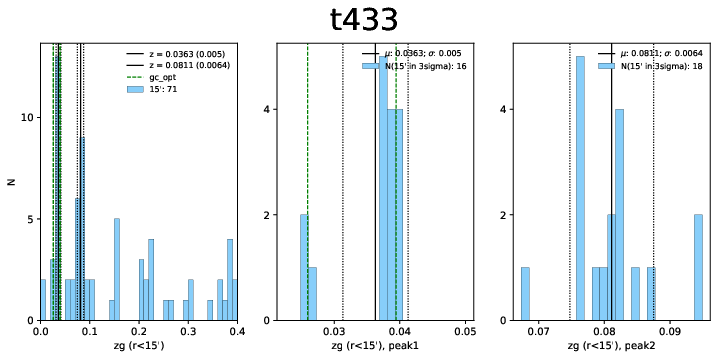 t433
z = 0.0363 (0.005)
z = 0.0811 (0.0064)
gc_opt
15': 71
N
10
5
0
0.0 0.1 0.2 0.3 0.4
zg (r<15')
μ: 0.0363; σ: 0.005
N(15' in 3sigma): 16
4
2
0
0.03 0.04 0.05
zg (r<15'), peak1
μ: 0.0811; σ: 0.0064
N(15' in 3sigma): 18
4
2
0
0.07 0.08 0.09
zg (r<15'), peak2